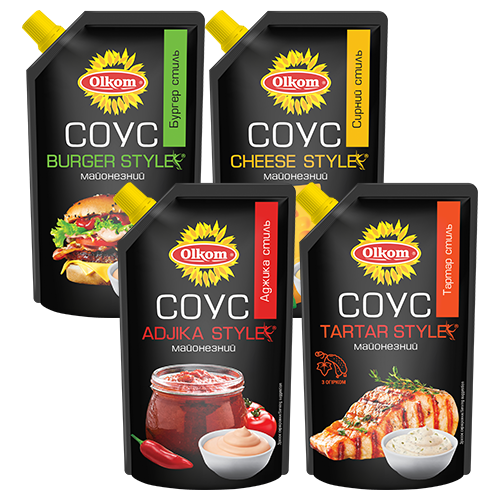 Olkom
СОУС
BURGER STYLE
майонезний
Бургер стиль
Olkom
СОУС
CHEESE STYLE
майонезний
Сирний стиль
Olkom
СОУС
ADJIKA STYLE
майонезний
Аджика стиль
Olkom
СОУС
TARTAR STYLE
майонезний
Тартар стиль
З ОГІРКОМ